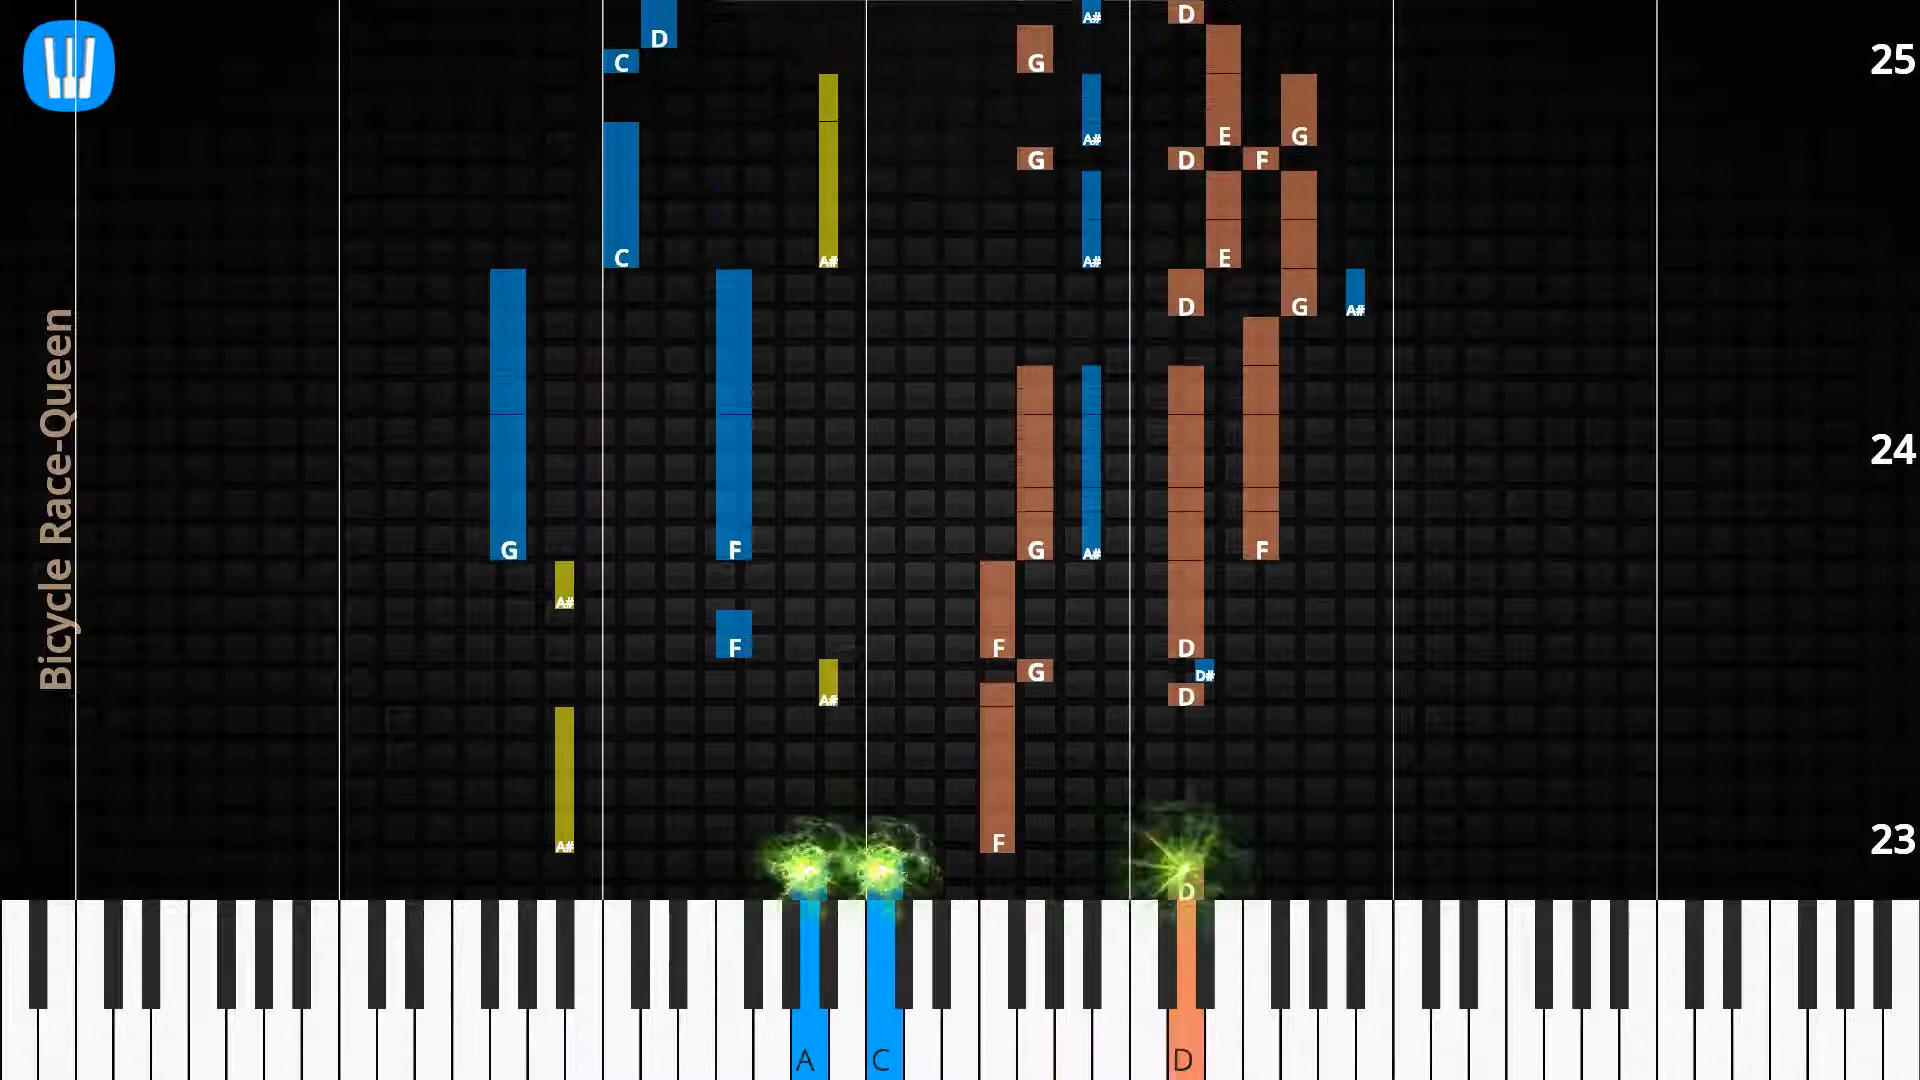 A# D
D
C G 25
A# E G
G D F
C A# A# E
D G A#
Bicycle Race-Queen
24
G F G A# F
A#
F F D
G D#
A# D
23
A# F
D
A C D